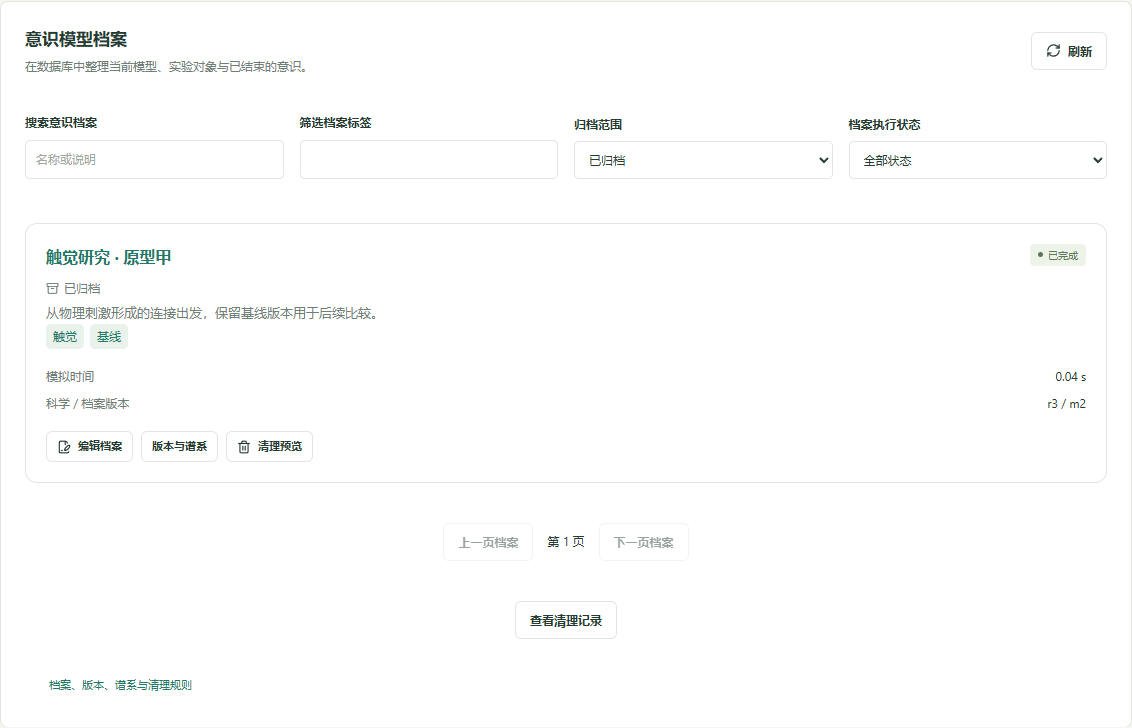 意识模型档案
在数据库中整理当前模型、实验对象与已结束的意识。
刷新
搜索意识档案
筛选档案标签
归档范围
档案执行状态
名称或说明
已归档
全部状态
触觉研究 · 原型甲
已完成
已归档
从物理刺激形成的连接出发，保留基线版本用于后续比较。
触觉 基线
模拟时间 0.04 s
科学 / 档案版本 r3 / m2
编辑档案 版本与谱系 清理预览
上一页档案 第 1 页 下一页档案
查看清理记录
档案、版本、谱系与清理规则